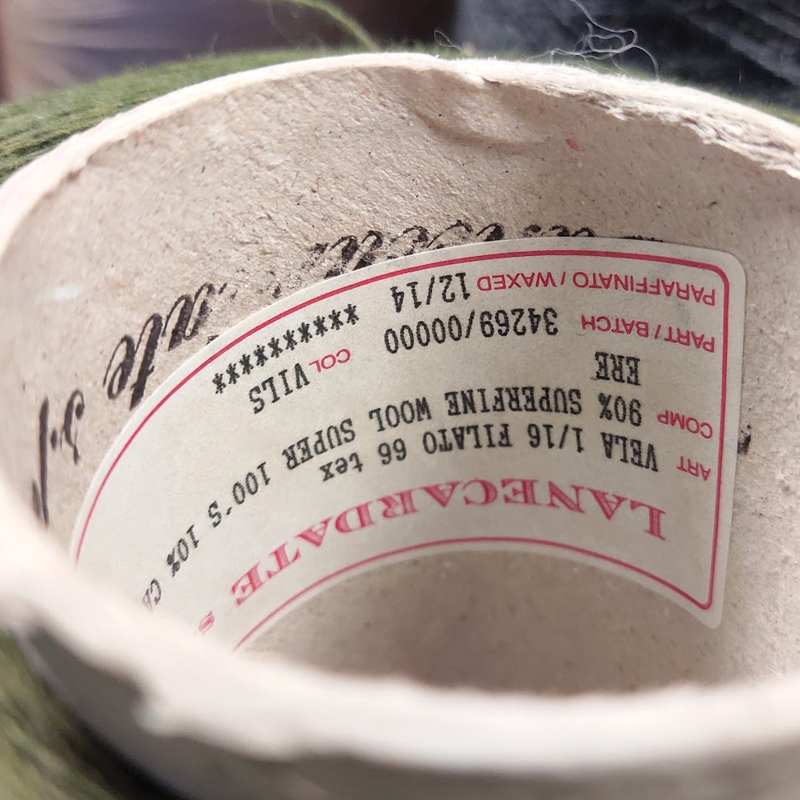 LANECARDATE S
ART VELA 1/16 FILATO 66 tex
COMP 90% SUPERFINE WOOL SUPER 100'S 10%
ERE COL VILS
PART/BATCH 34269/00000 ***********
PARAFFINATO/WAXED 12/14